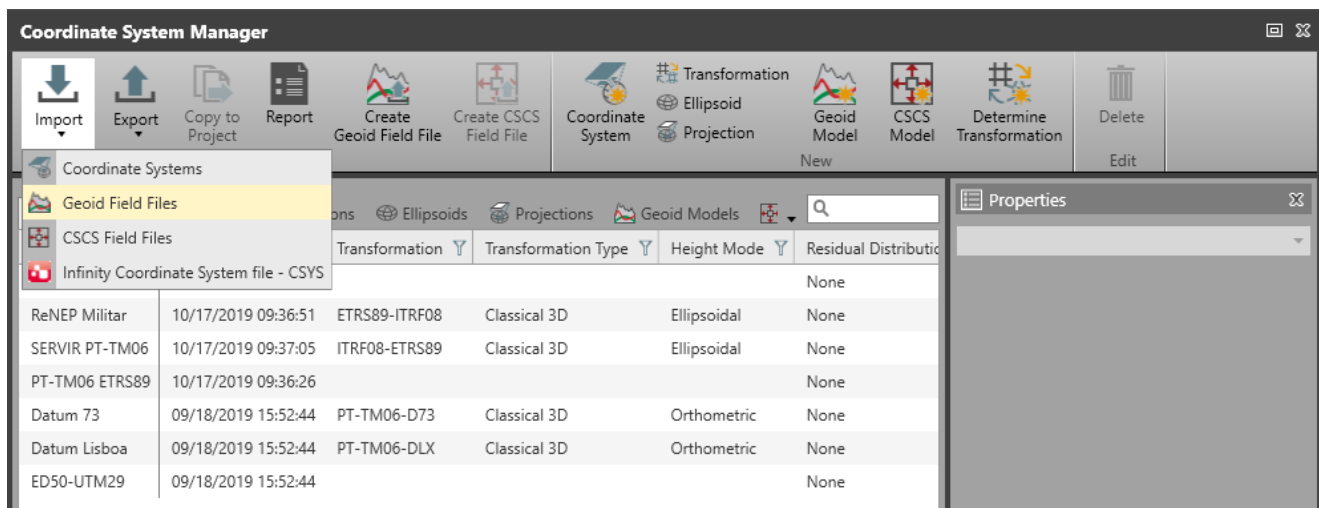 Coordinate System Manager
Import
Export
Copy to
Project
Report
Create
Geoid Field File
Create CSCS
Field File
Coordinate
System
Transformation
Ellipsoid
Projection
Geoid
Model
CSCS
Model
New
Determine
Transformation
Delete
Edit
Coordinate Systems
Geoid Field Files
CSCS Field Files
Infinity Coordinate System file - CSYS
ons Ellipsoids Projections Geoid Models
Properties
Transformation Transformation Type Height Mode Residual Distributio
None
ReNEP Militar 10/17/2019 09:36:51 ETRS89-ITRF08 Classical 3D Ellipsoidal None
SERVIR PT-TM06 10/17/2019 09:37:05 ITRF08-ETRS89 Classical 3D Ellipsoidal None
PT-TM06 ETRS89 10/17/2019 09:36:26 None
Datum 73 09/18/2019 15:52:44 PT-TM06-D73 Classical 3D Orthometric None
Datum Lisboa 09/18/2019 15:52:44 PT-TM06-DLX Classical 3D Orthometric None
ED50-UTM29 09/18/2019 15:52:44 None